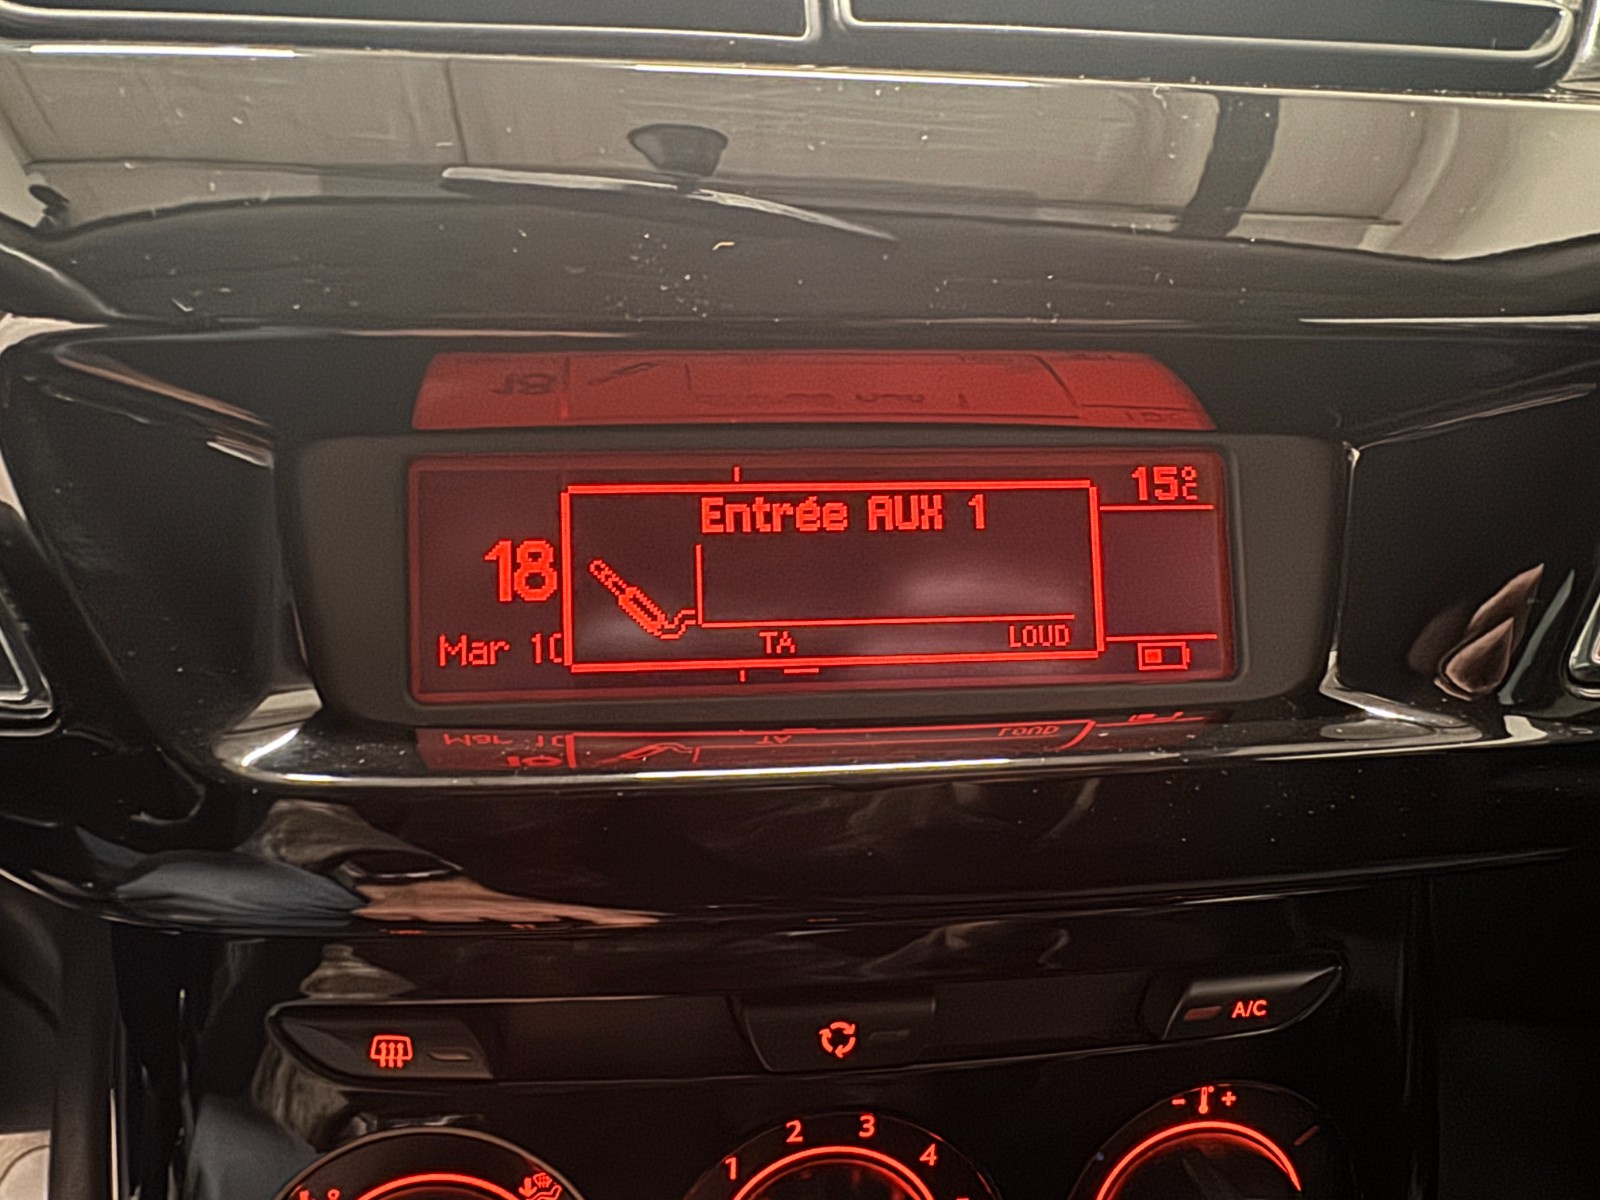 15°C
Entrée AUX 1
18
TA LOUD
Mar 10
A/C
- +
1 2 3 4